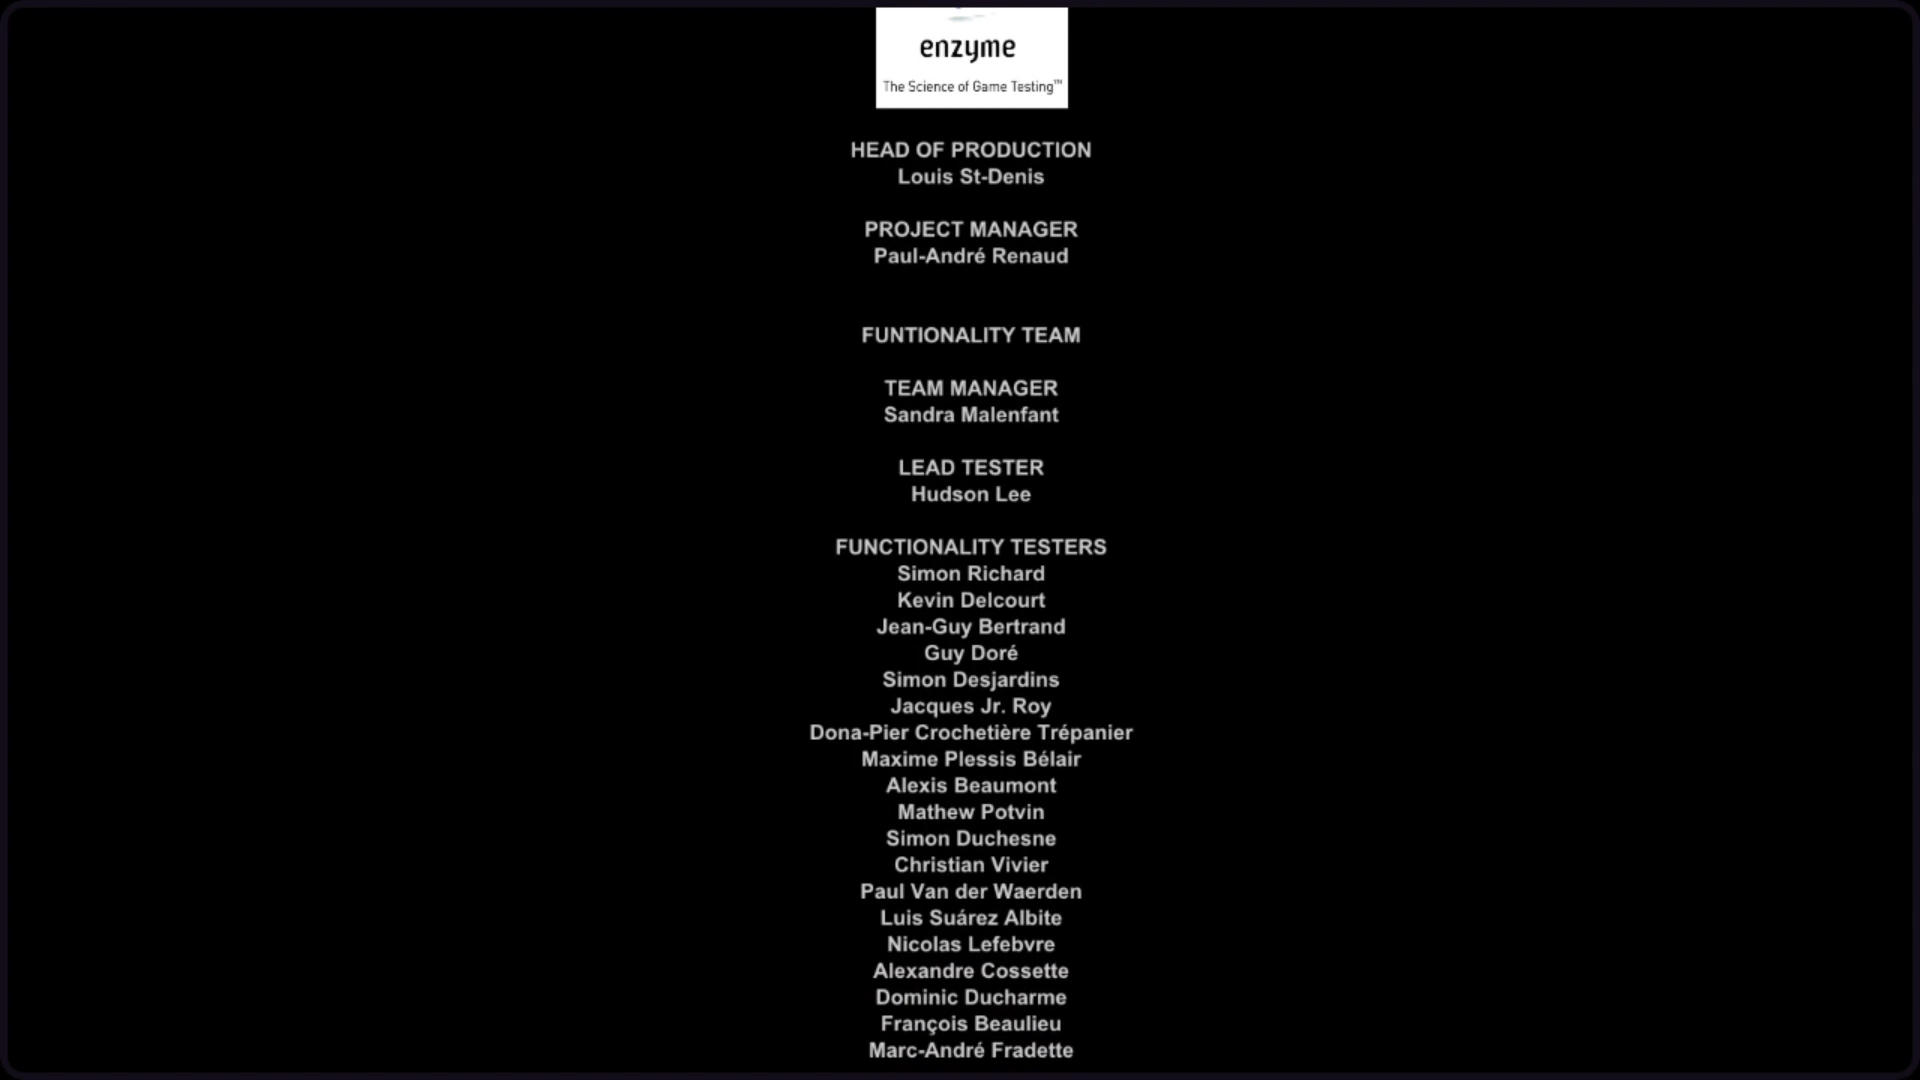 enzyme
The Science of Game Testing™
HEAD OF PRODUCTION
Louis St-Denis
PROJECT MANAGER
Paul-André Renaud
FUNTIONALITY TEAM
TEAM MANAGER
Sandra Malenfant
LEAD TESTER
Hudson Lee
FUNCTIONALITY TESTERS
Simon Richard
Kevin Delcourt
Jean-Guy Bertrand
Guy Doré
Simon Desjardins
Jacques Jr. Roy
Dona-Pier Crochetière Trépanier
Maxime Plessis Bélair
Alexis Beaumont
Mathew Potvin
Simon Duchesne
Christian Vivier
Paul Van der Waerden
Luis Suárez Albite
Nicolas Lefebvre
Alexandre Cossette
Dominic Ducharme
François Beaulieu
Marc-André Fradette